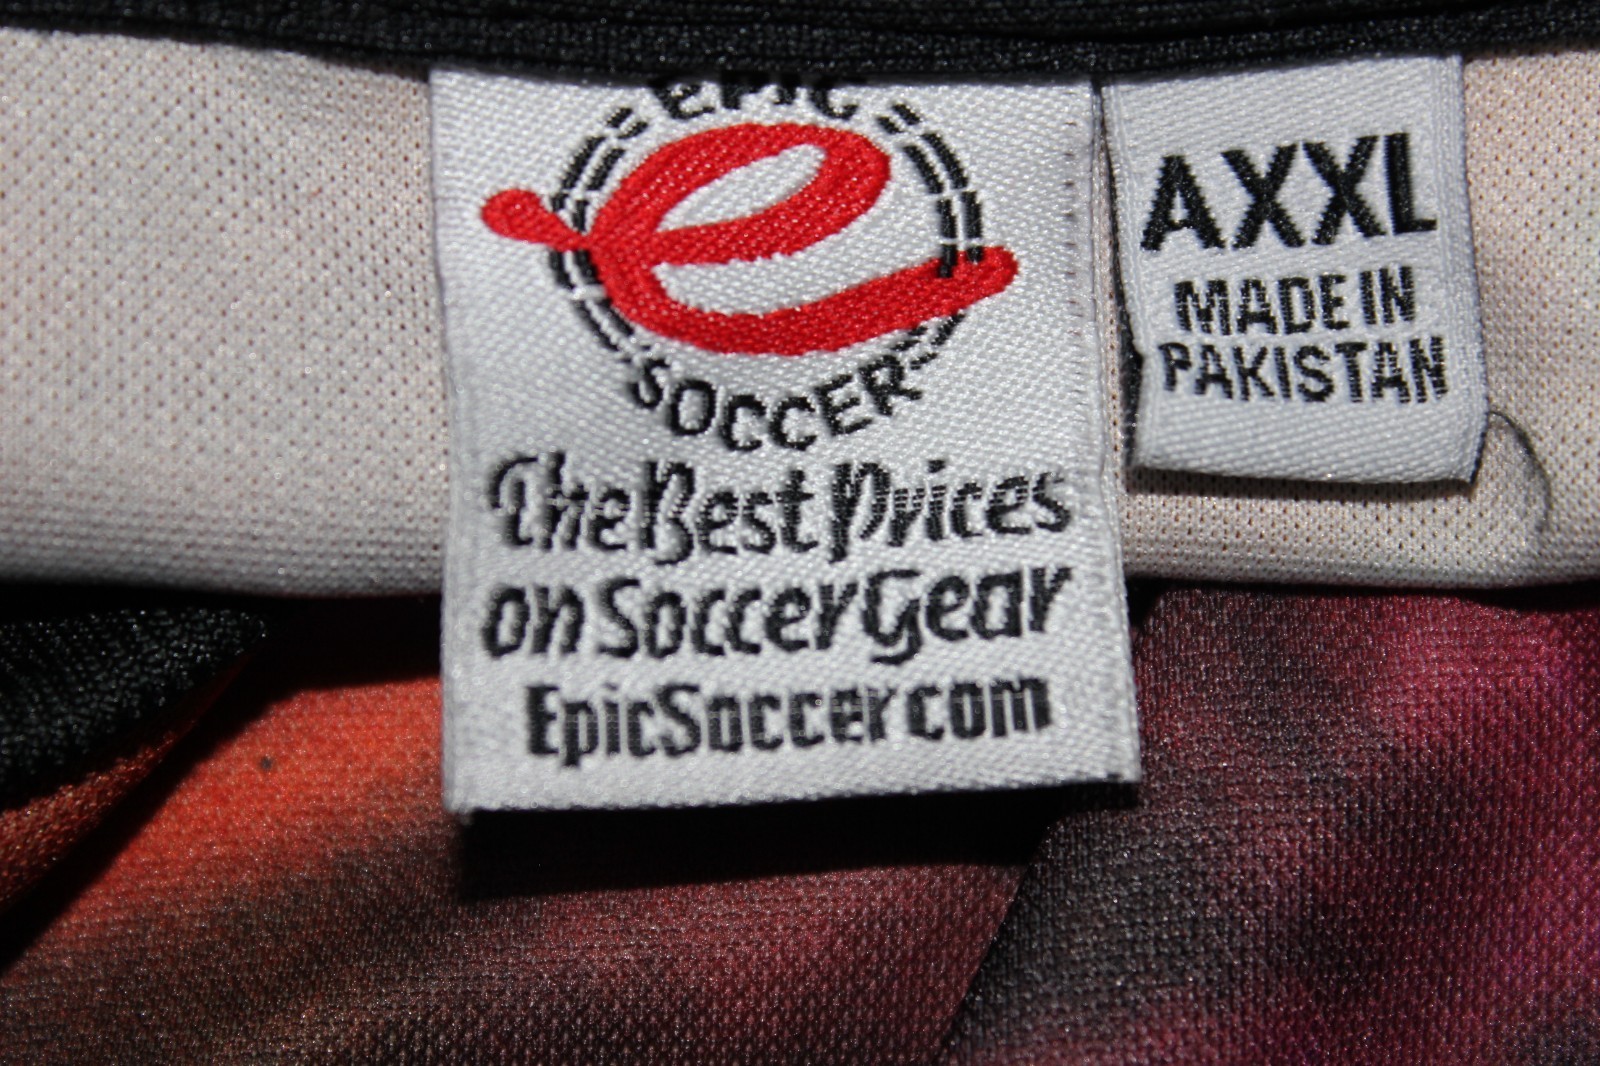 EPIC
e
SOCCER
The Best Prices
on Soccer Gear
EpicSoccer.com
AXXL
MADE IN
PAKISTAN